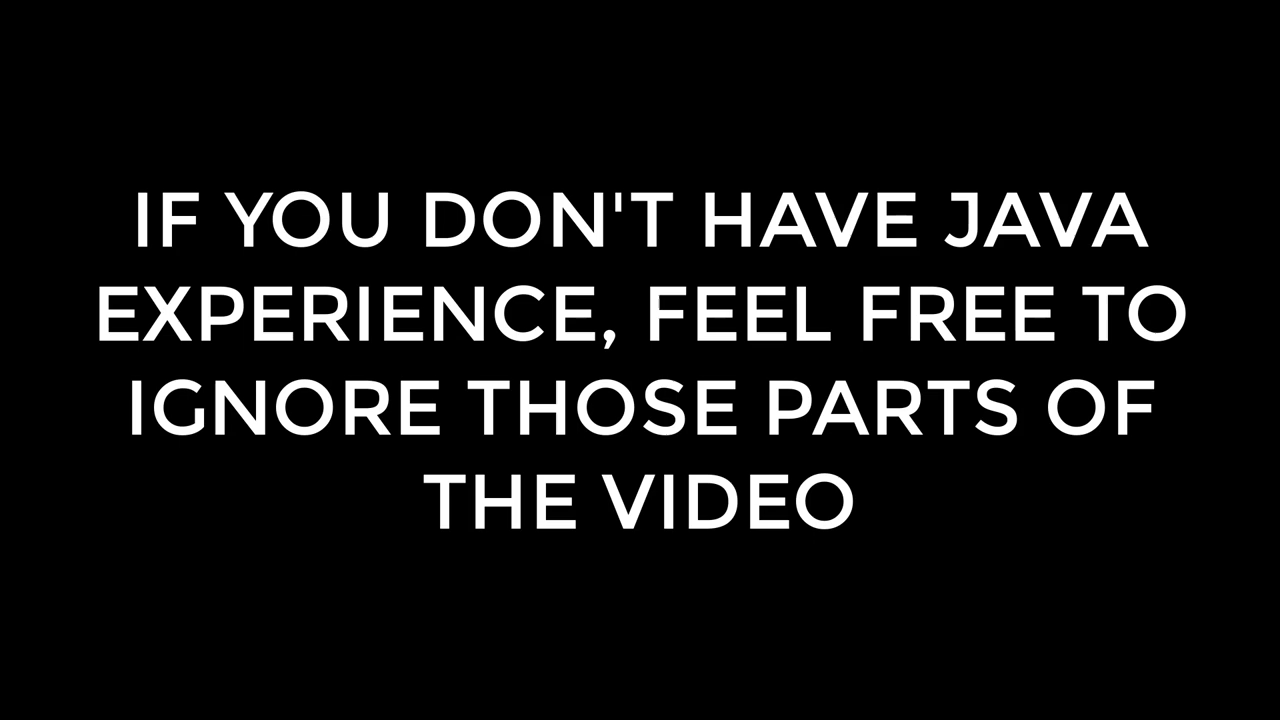 IF YOU DON'T HAVE JAVA
EXPERIENCE, FEEL FREE TO
IGNORE THOSE PARTS OF
THE VIDEO